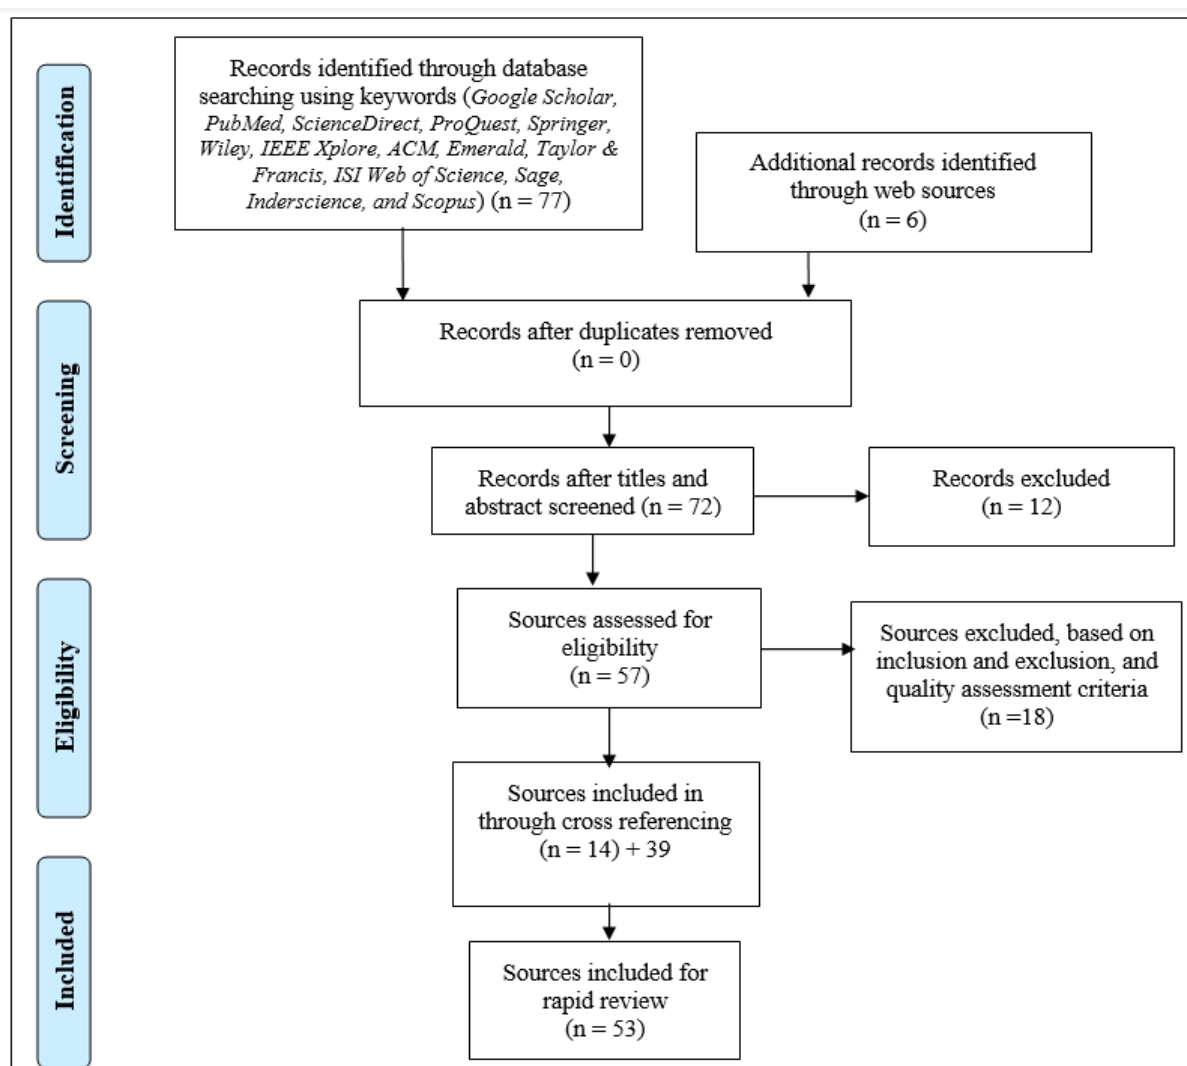 Identification
Records identified through database
searching using keywords (Google Scholar,
PubMed, ScienceDirect, ProQuest, Springer,
Wiley, IEEE Xplore, ACM, Emerald, Taylor &
Francis, ISI Web of Science, Sage,
Inderscience, and Scopus) (n = 77)
Additional records identified
through web sources
(n = 6)
Screening
Records after duplicates removed
(n = 0)
Records after titles and
abstract screened (n = 72)
Records excluded
(n = 12)
Eligibility
Sources assessed for
eligibility
(n = 57)
Sources excluded, based on
inclusion and exclusion, and
quality assessment criteria
(n =18)
Sources included in
through cross referencing
(n = 14) + 39
Included
Sources included for
rapid review
(n = 53)